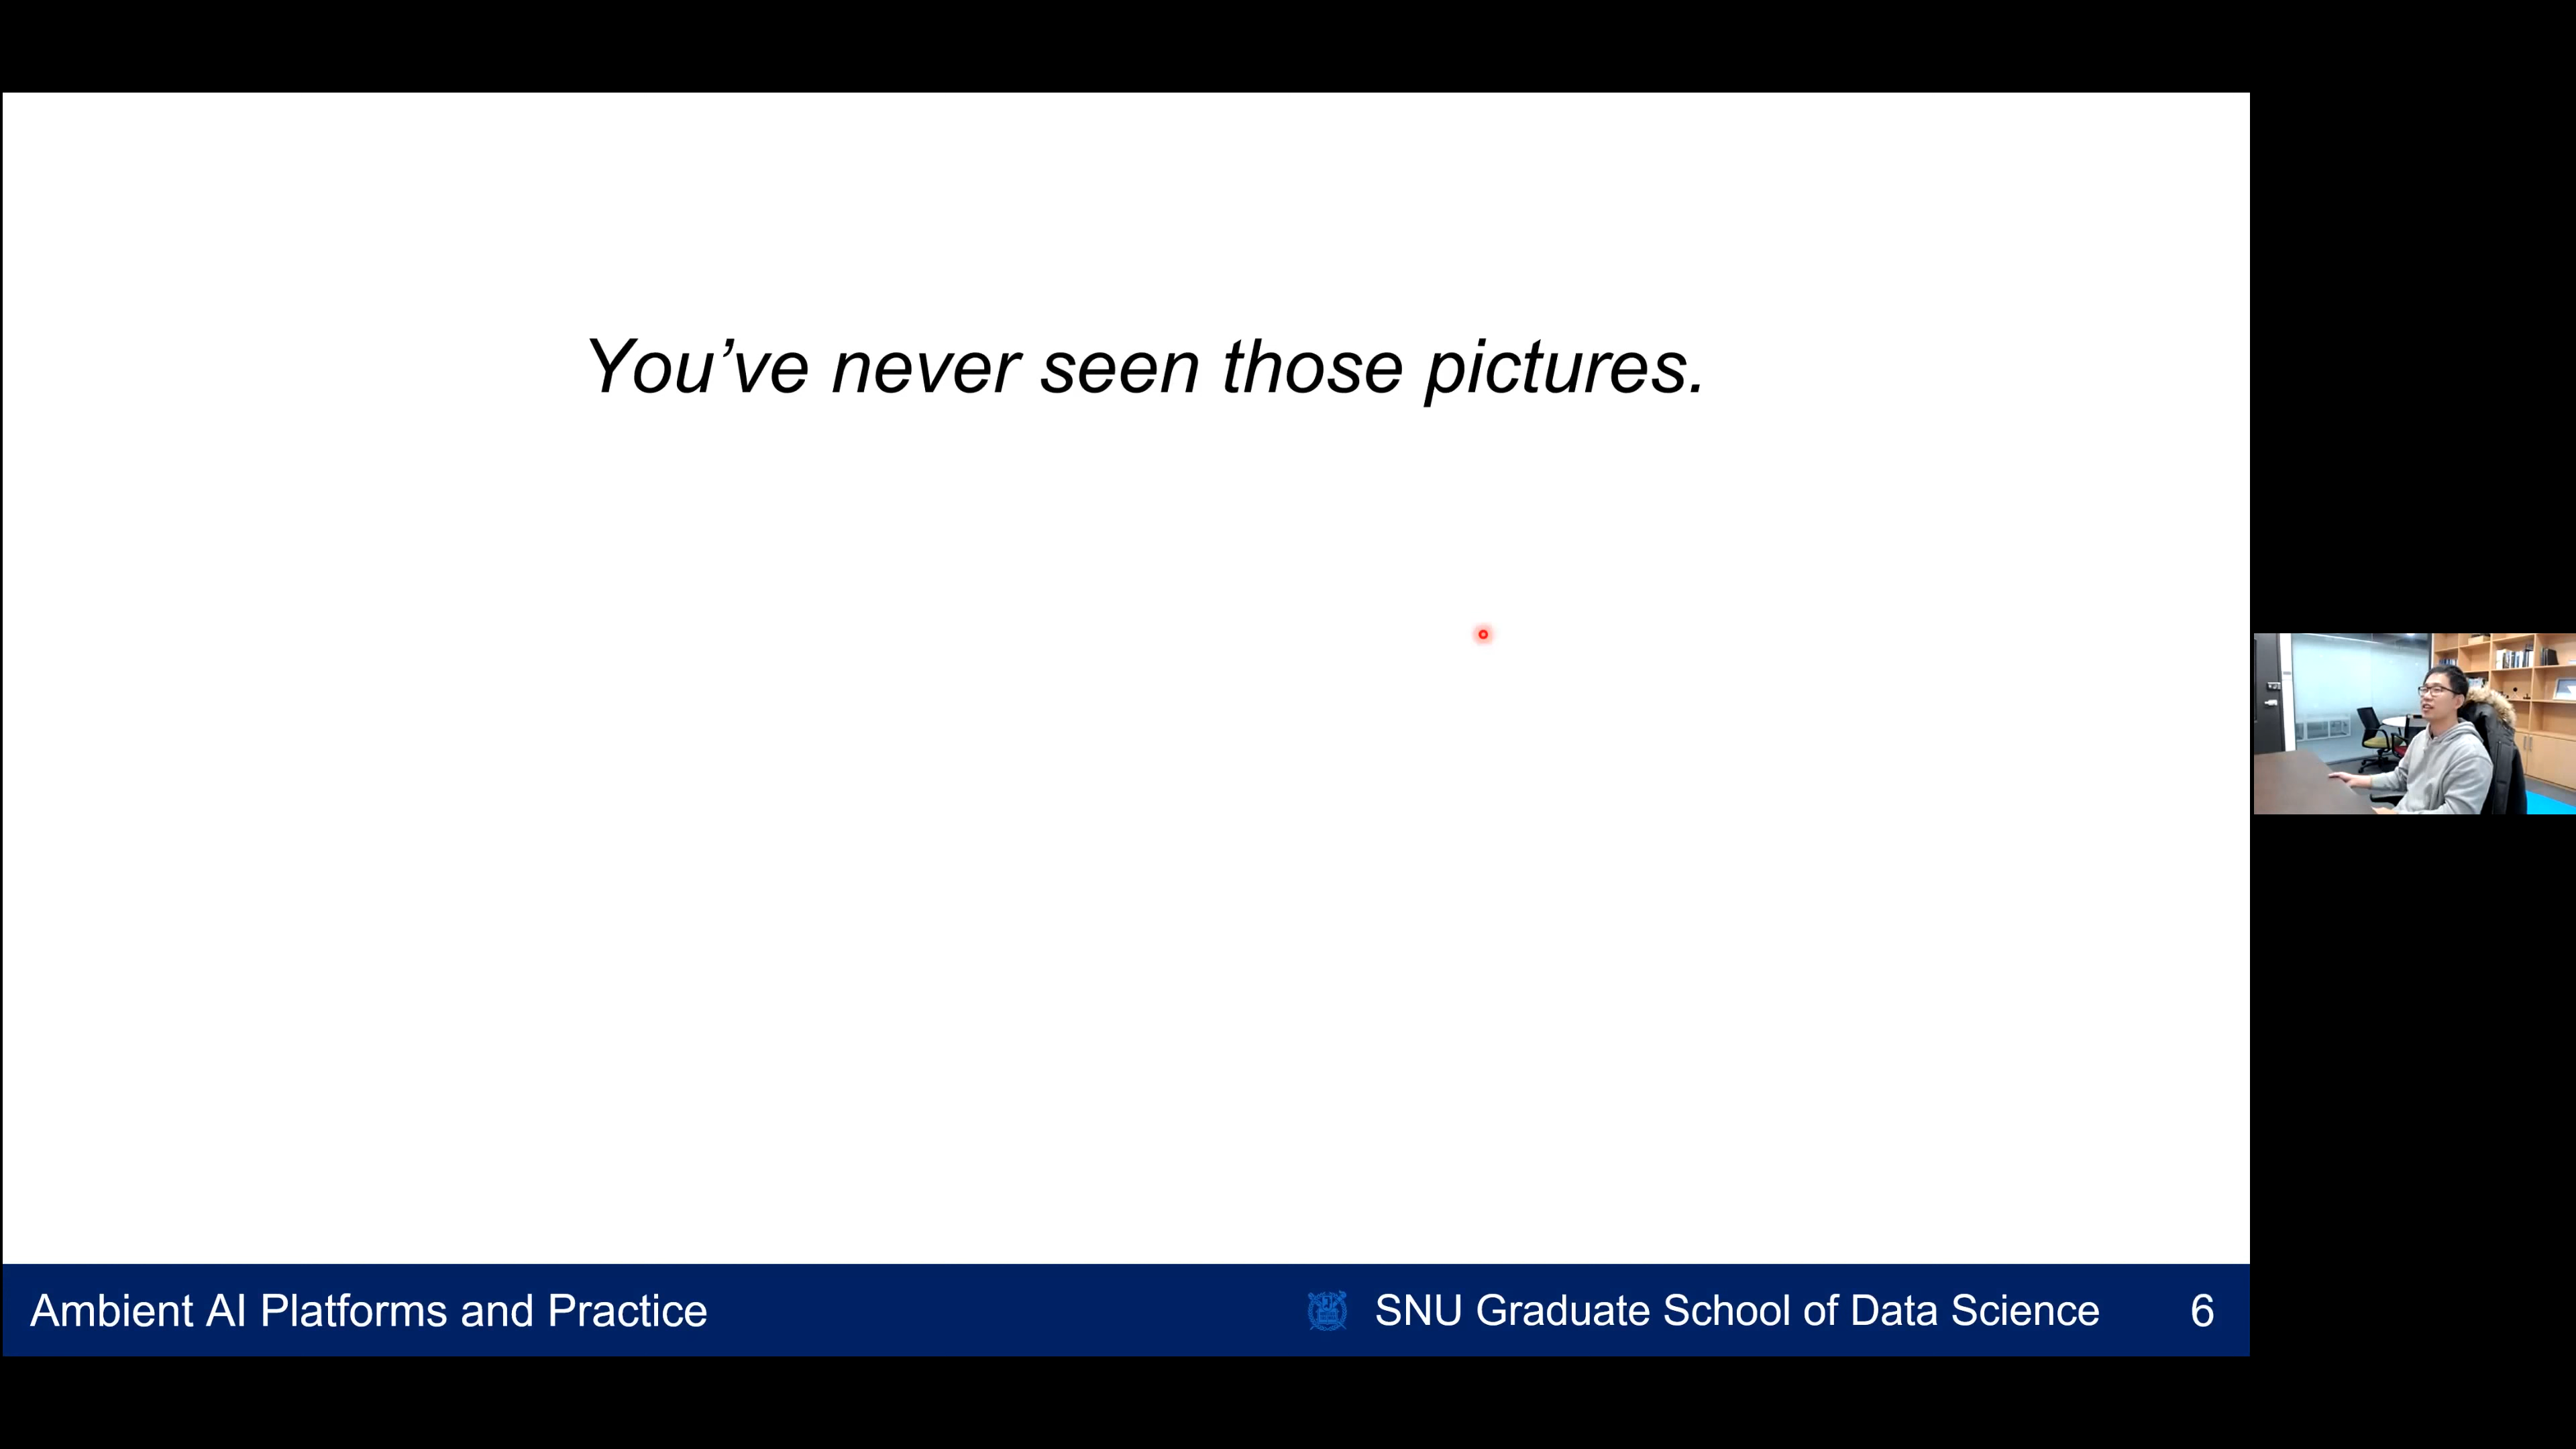 You’ve never seen those pictures.
Ambient AI Platforms and Practice
SNU Graduate School of Data Science
6